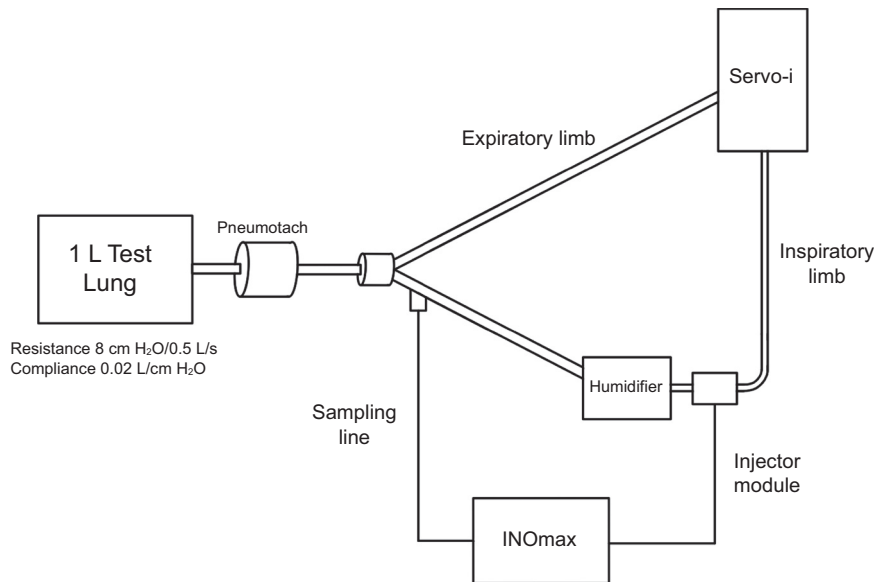 Servo-i
Expiratory limb
Pneumotach
1 L Test
Lung
Inspiratory
limb
Resistance 8 cm H₂O/0.5 L/s
Compliance 0.02 L/cm H₂O
Humidifier
Sampling
line
Injector
module
INOmax